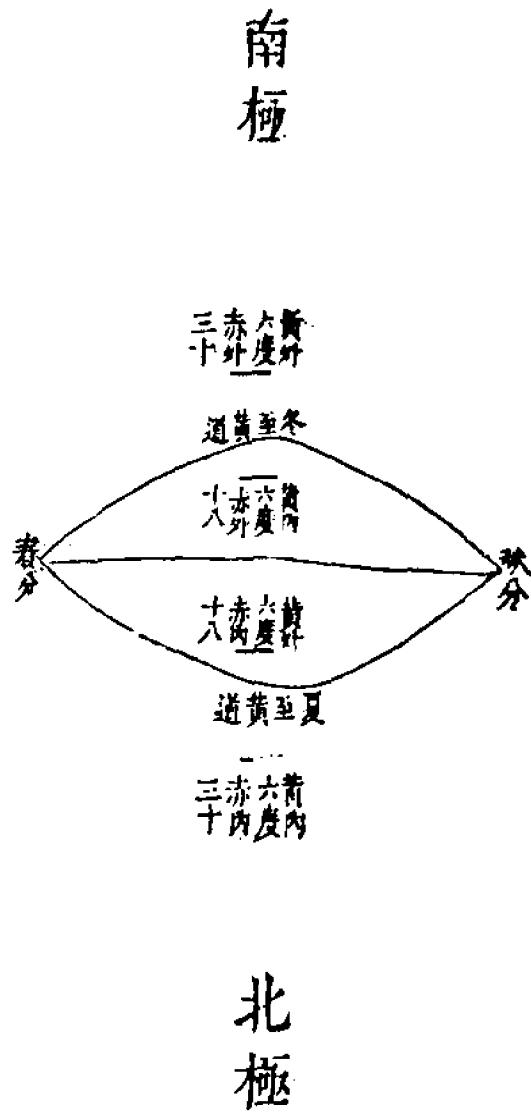 南極
黃外
六度
赤外
三十
冬至黃道
黃內
六度
赤外
十八
秋分
春分
黃外
六度
赤內
十八
夏至黃道
黃內
六度
赤內
三十
北極